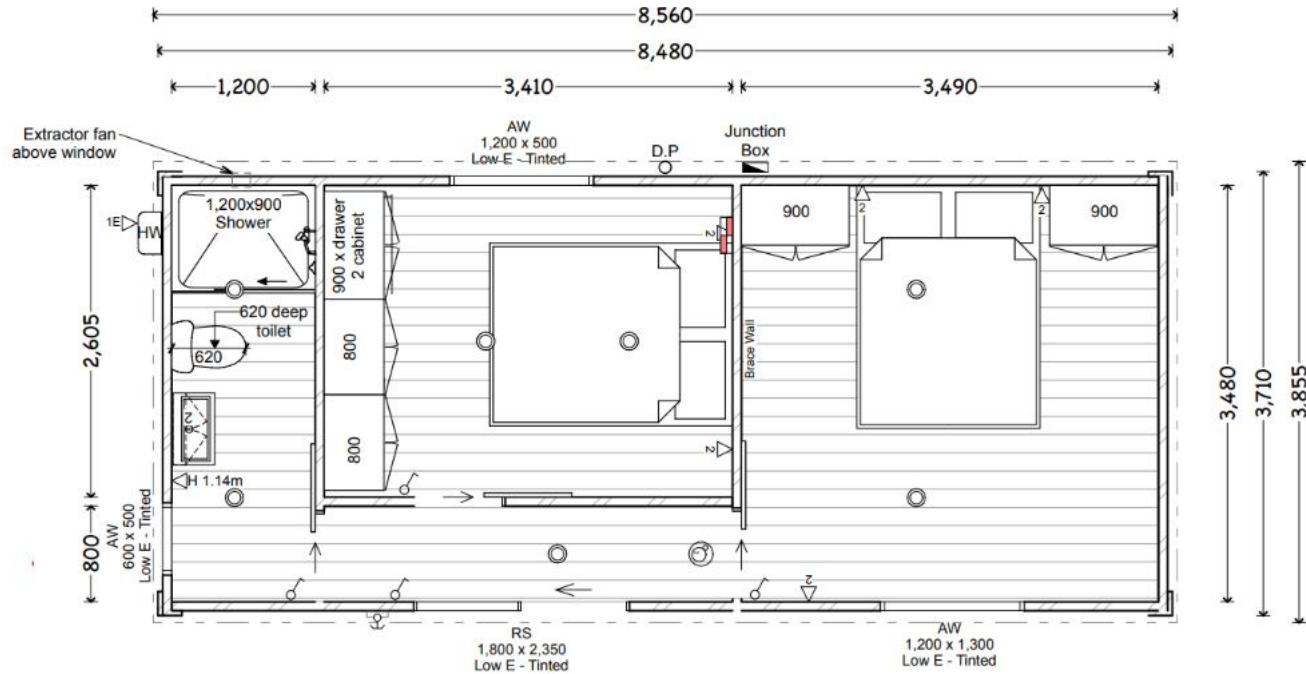 8,560
8,480
1,200
3,410
3,490
Extractor fan
above window
AW
1,200 x 500
Low E - Tinted
D.P
Junction
Box
1E
HW
1,200x900
Shower
900 x drawer
2 cabinet
2
900
2
2
900
2,605
620 deep
toilet
620
800
Brace Wall
3,480
3,710
3,855
2
800
2
H 1.14m
AW
600 x 500
Low E - Tinted
800
2
RS
1,800 x 2,350
Low E - Tinted
AW
1,200 x 1,300
Low E - Tinted